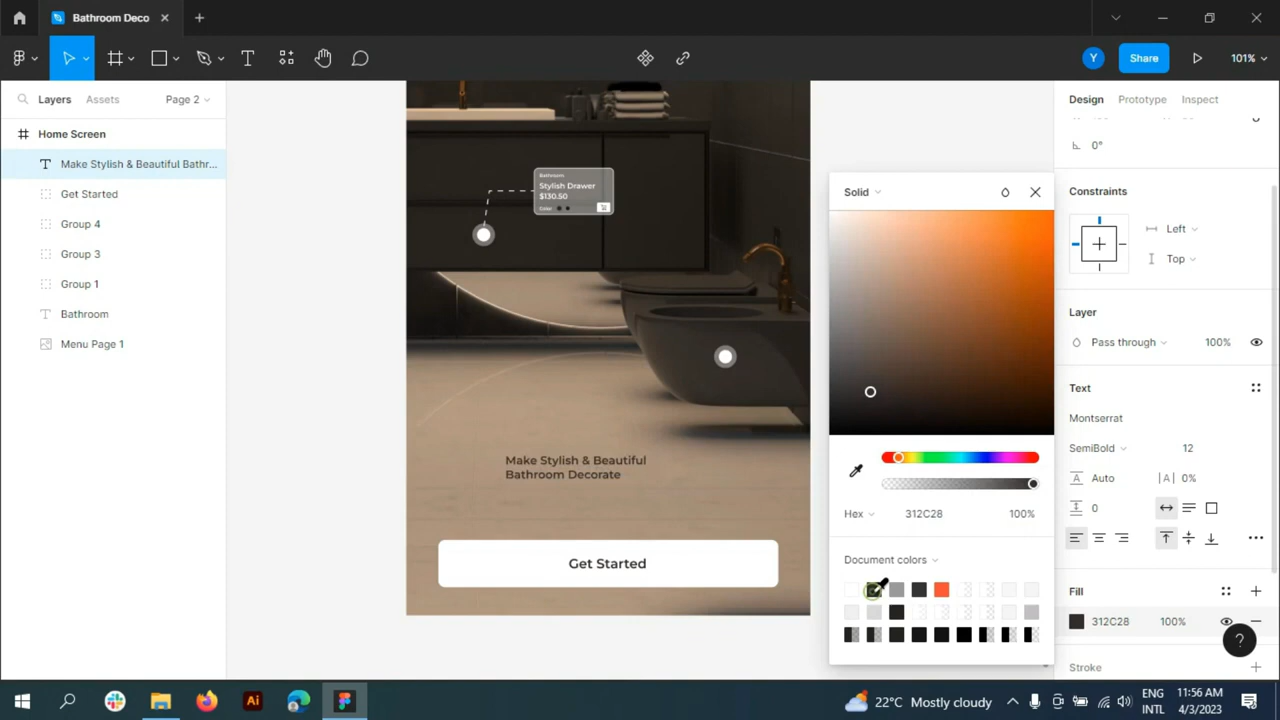 Bathroom Deco
Share
101%
Y
Layers
Assets
Page 2
Design
Prototype
Inspect
Home Screen
Make Stylish & Beautiful Bathr...
Get Started
Group 4
Group 3
Group 1
Bathroom
Menu Page 1
Bathroom
Stylish Drawer
$130.50
Color
Make Stylish & Beautiful
Bathroom Decorate
Get Started
Solid
Hex
312C28
100%
Document colors
0°
Constraints
Left
Top
Layer
Pass through
100%
Text
Montserrat
SemiBold
12
A
Auto
|A|
0%
0
Fill
312C28
100%
?
Stroke
Ai
22°C Mostly cloudy
ENG
INTL
11:56 AM
4/3/2023